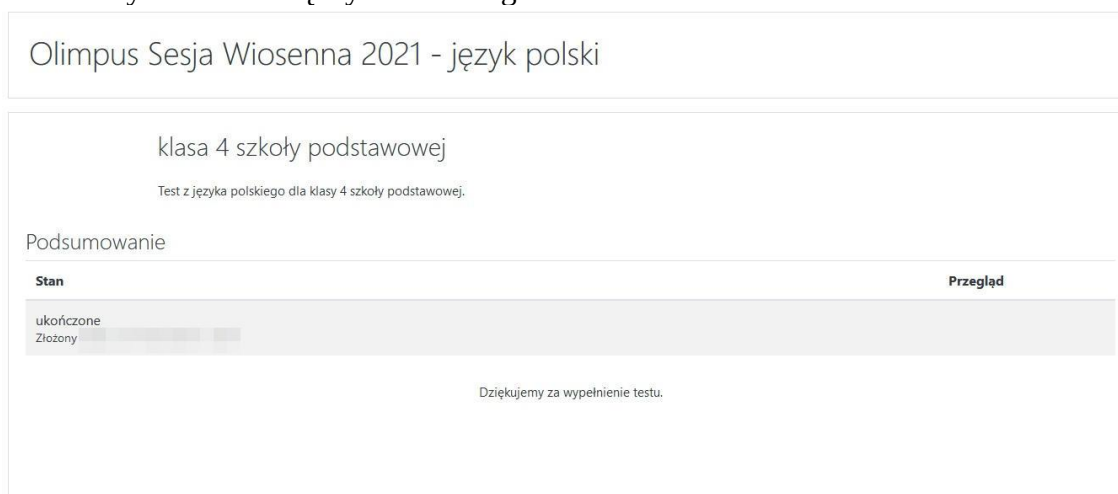 Olimpus Sesja Wiosenna 2021 - język polski
klasa 4 szkoły podstawowej
Test z języka polskiego dla klasy 4 szkoły podstawowej.
Podsumowanie
Stan Przegląd
ukończone
Złożony
Dziękujemy za wypełnienie testu.